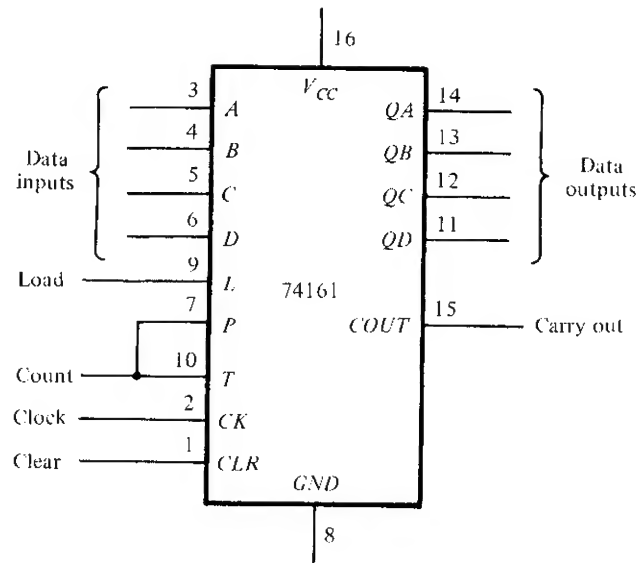 16
V_CC
3 A QA 14
4 B QB 13
Data inputs
5 C QC 12
Data outputs
6 D QD 11
Load 9 L
74161
7 P
COUT 15 Carry out
Count 10 T
Clock 2 CK
Clear 1 CLR
GND
8